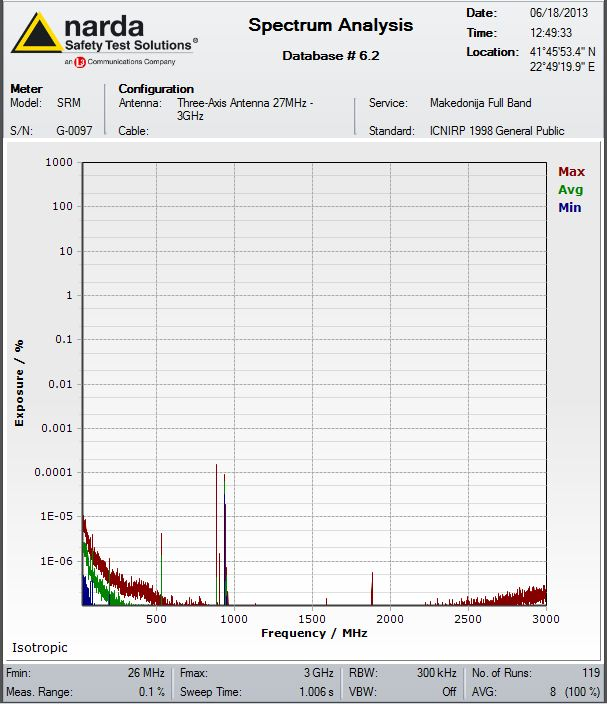 narda
Safety Test Solutions®
an L3 Communications Company
Spectrum Analysis
Database # 6.2
Date: 06/18/2013
Time: 12:49:33
Location: 41°45'53.4" N
22°49'19.9" E
Meter
Model: SRM
S/N: G-0097
Configuration
Antenna: Three-Axis Antenna 27MHz - 3GHz
Cable:
Service: Makedonija Full Band
Standard: ICNIRP 1998 General Public
Max
Avg
Min
Exposure / %
1000
100
10
1
0.1
0.01
0.001
0.0001
1E-05
1E-06
500
1000
1500
2000
2500
3000
Frequency / MHz
Isotropic
Fmin: 26 MHz
Fmax: 3 GHz
RBW: 300 kHz
No. of Runs: 119
Meas. Range: 0.1 %
Sweep Time: 1.006 s
VBW: Off
AVG: 8 (100 %)